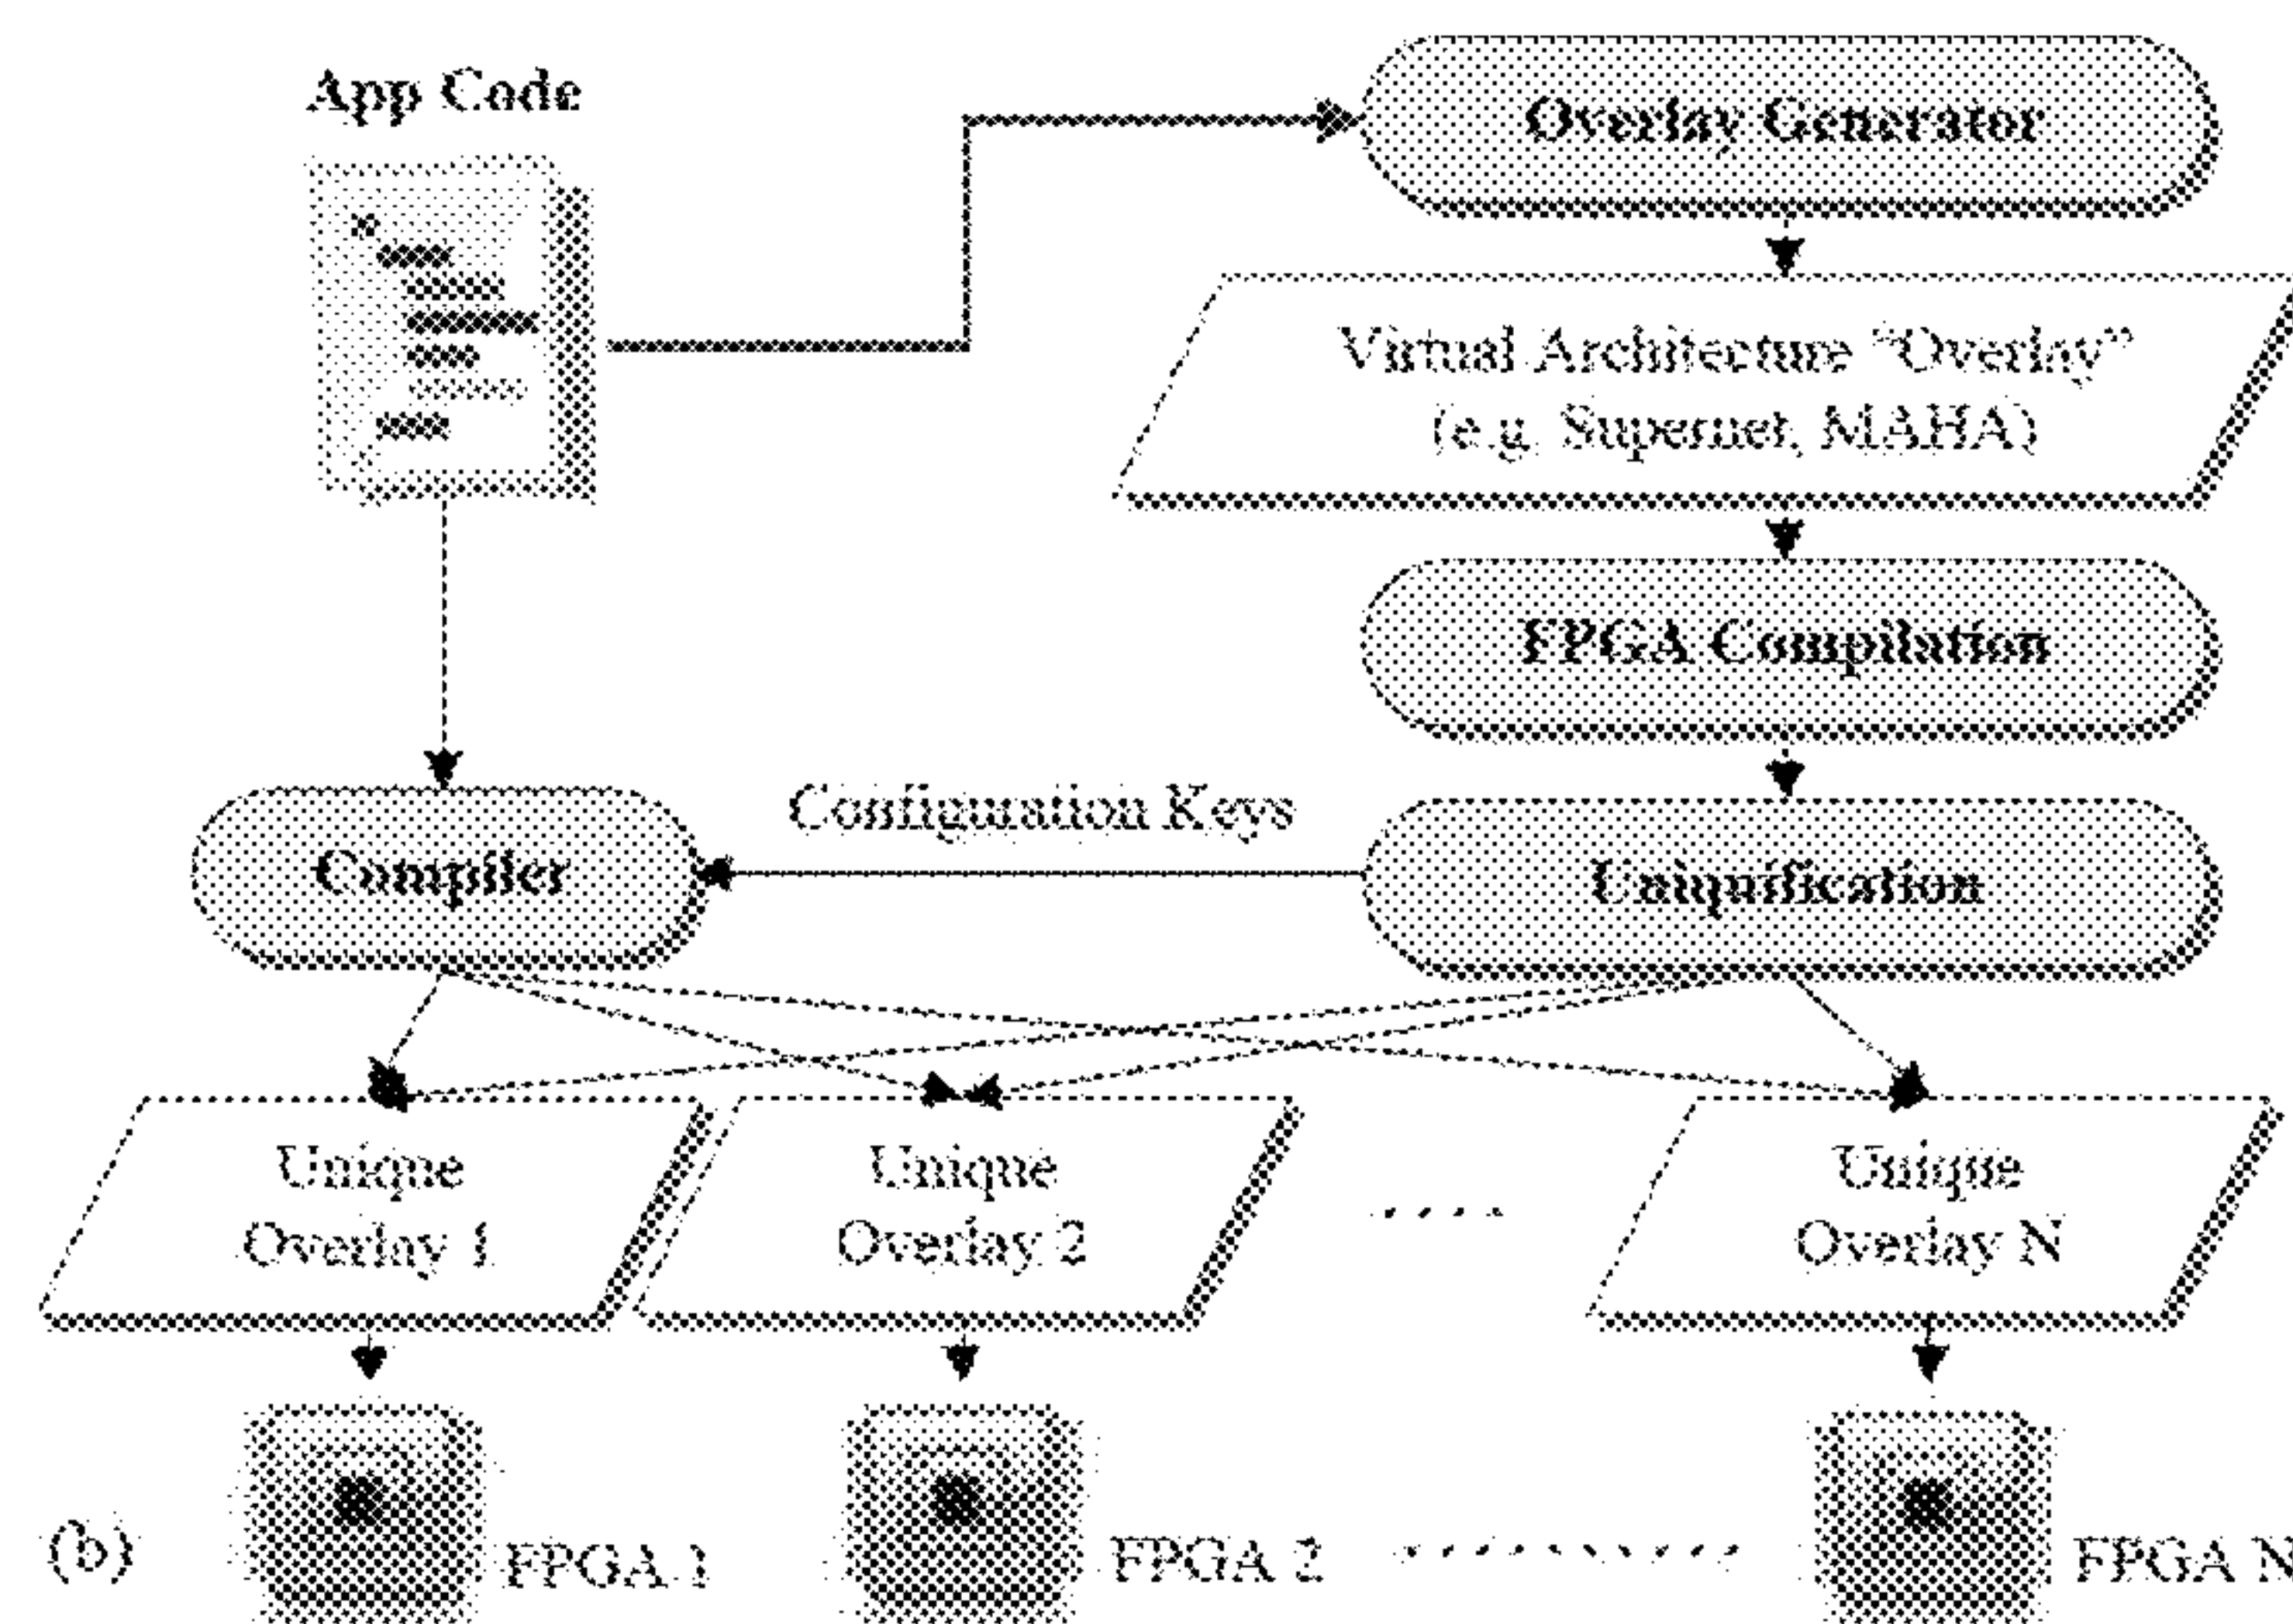 App Code
Overlay Generator
Virtual Architecture "Overlay"
(e.g. Supernet, MAHA)
FPGA Compilation
Configuration Keys
Compiler
Uniquification
Unique
Overlay 1
Unique
Overlay 2
Unique
Overlay N
(b)
FPGA 1
FPGA 2
FPGA N